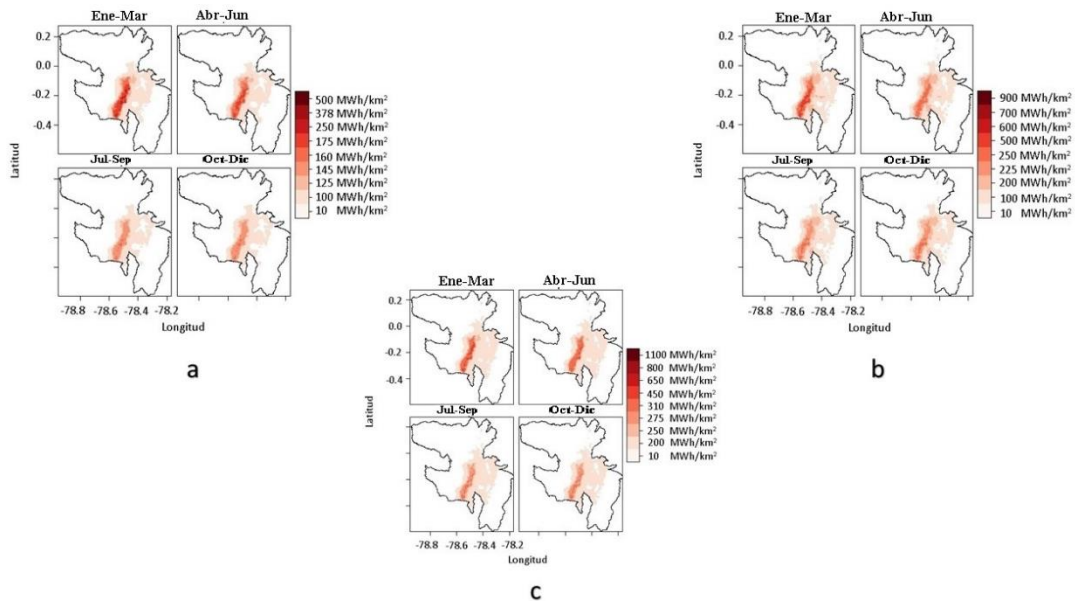 Ene-Mar Abr-Jun
0.2
0.0
-0.2
-0.4
Latitud
Jul-Sep Oct-Dic
500 MWh/km²
378 MWh/km²
250 MWh/km²
175 MWh/km²
160 MWh/km²
145 MWh/km²
125 MWh/km²
100 MWh/km²
10 MWh/km²
-78.8 -78.6 -78.4 -78.2
Longitud
a
Ene-Mar Abr-Jun
0.2
0.0
-0.2
-0.4
Latitud
Jul-Sep Oct-Dic
900 MWh/km²
700 MWh/km²
600 MWh/km²
500 MWh/km²
250 MWh/km²
225 MWh/km²
200 MWh/km²
100 MWh/km²
10 MWh/km²
-78.8 -78.6 -78.4 -78.2
Longitud
b
Ene-Mar Abr-Jun
0.2
0.0
-0.2
-0.4
Latitud
Jul-Sep Oct-Dic
1100 MWh/km²
800 MWh/km²
650 MWh/km²
450 MWh/km²
310 MWh/km²
275 MWh/km²
250 MWh/km²
200 MWh/km²
10 MWh/km²
-78.8 -78.6 -78.4 -78.2
Longitud
c